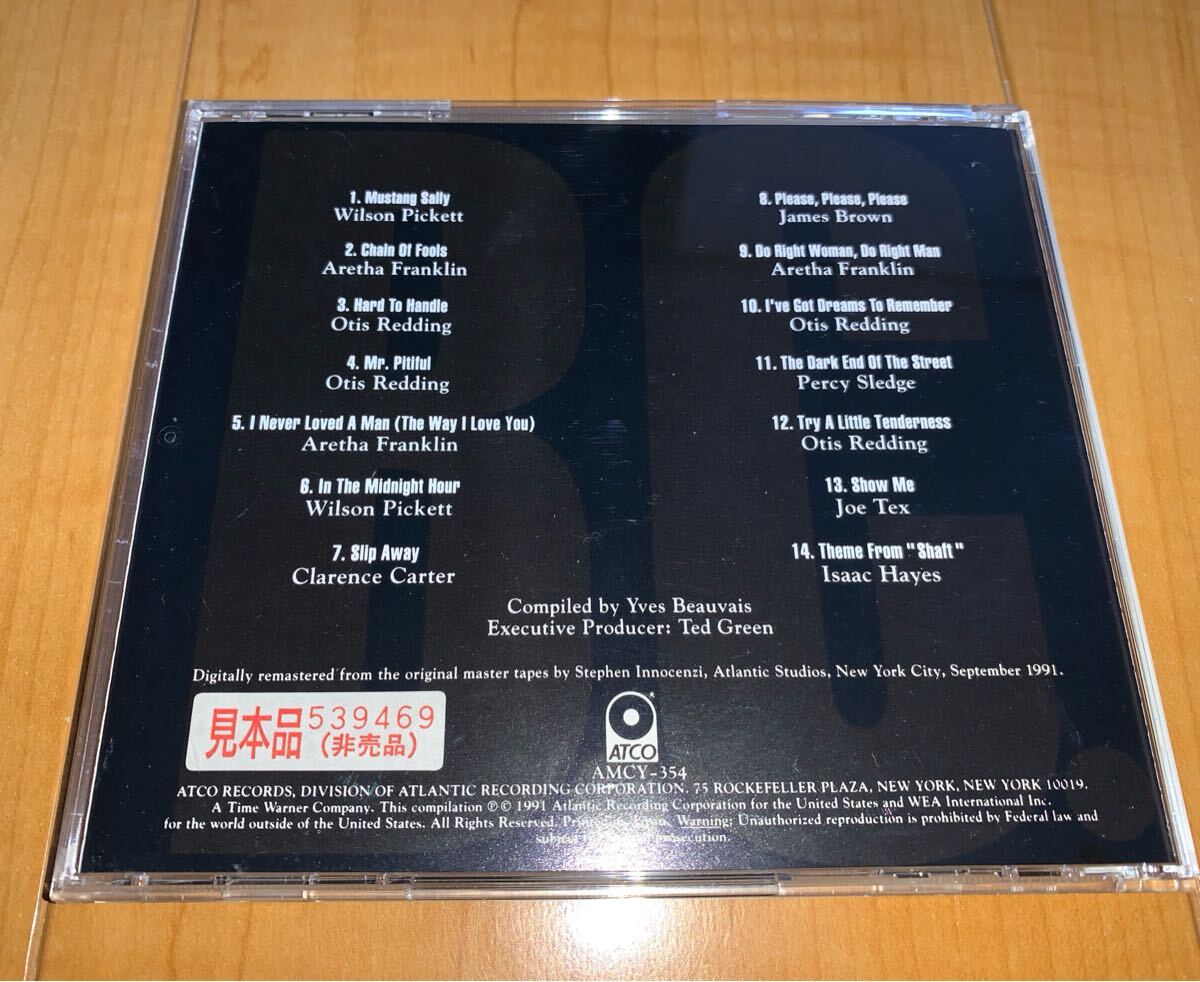 1. Mustang Sally
Wilson Pickett
2. Chain Of Fools
Aretha Franklin
3. Hard To Handle
Otis Redding
4. Mr. Pitiful
Otis Redding
5. I Never Loved A Man (The Way I Love You)
Aretha Franklin
6. In The Midnight Hour
Wilson Pickett
7. Slip Away
Clarence Carter
8. Please, Please, Please
James Brown
9. Do Right Woman, Do Right Man
Aretha Franklin
10. I've Got Dreams To Remember
Otis Redding
11. The Dark End Of The Street
Percy Sledge
12. Try A Little Tenderness
Otis Redding
13. Show Me
Joe Tex
14. Theme From "Shaft"
Isaac Hayes
Compiled by Yves Beauvais
Executive Producer: Ted Green
Digitally remastered from the original master tapes by Stephen Innocenzi, Atlantic Studios, New York City, September 1991.
見本品 539469
(非売品)
ATCO
AMCY-354
ATCO RECORDS, DIVISION OF ATLANTIC RECORDING CORPORATION. 75 ROCKEFELLER PLAZA, NEW YORK, NEW YORK 10019.
A Time Warner Company. This compilation ℗ © 1991 Atlantic Recording Corporation for the United States and WEA International Inc.
for the world outside of the United States. All Rights Reserved. Printed in Japan. Warning: Unauthorized reproduction is prohibited by Federal law and
subject prosecution.